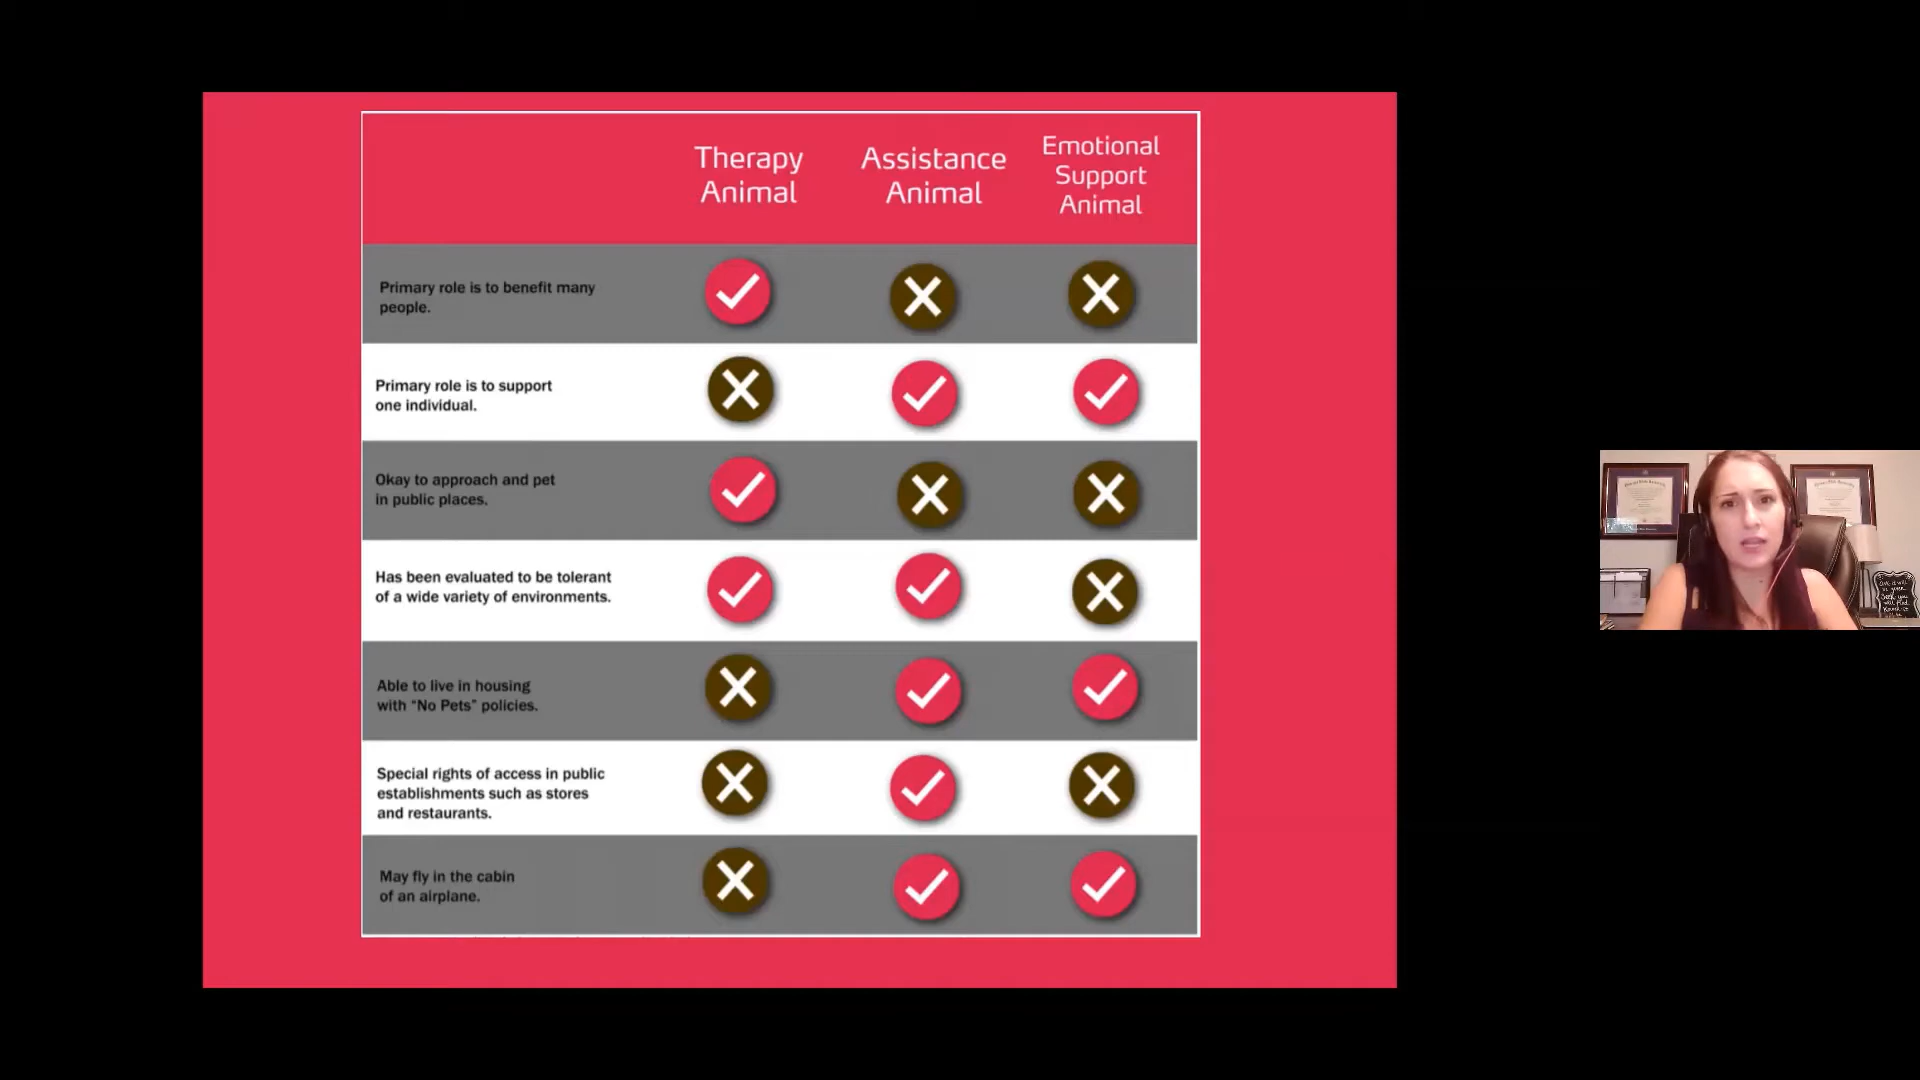 Therapy
Animal
Assistance
Animal
Emotional
Support
Animal
Primary role is to benefit many
people.
Primary role is to support
one individual.
Okay to approach and pet
in public places.
Has been evaluated to be tolerant
of a wide variety of environments.
Able to live in housing
with “No Pets” policies.
Special rights of access in public
establishments such as stores
and restaurants.
May fly in the cabin
of an airplane.